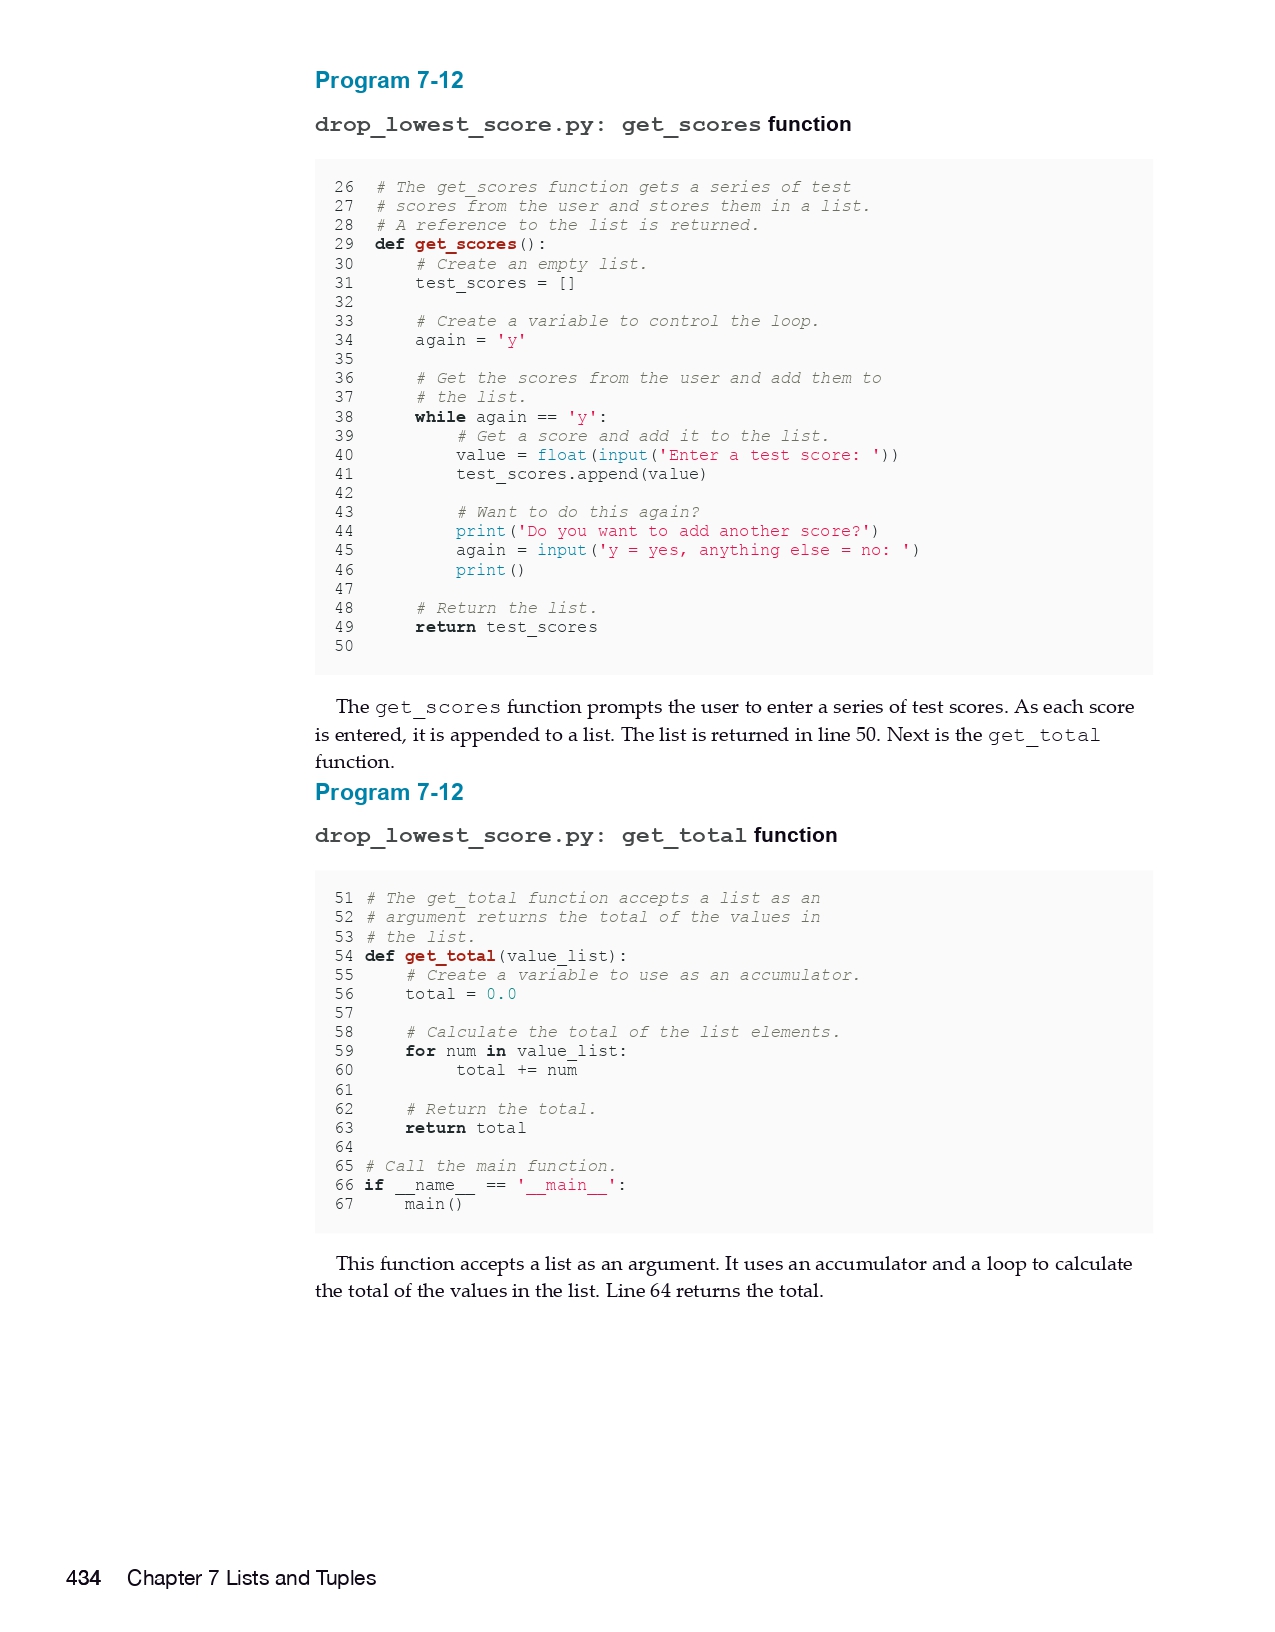 Program 7-12
drop_lowest_score.py: get_scores function
26  # The get_scores function gets a series of test
27  # scores from the user and stores them in a list.
28  # A reference to the list is returned.
29  def get_scores():
30      # Create an empty list.
31      test_scores = []
32
33      # Create a variable to control the loop.
34      again = 'y'
35
36      # Get the scores from the user and add them to
37      # the list.
38      while again == 'y':
39          # Get a score and add it to the list.
40          value = float(input('Enter a test score: '))
41          test_scores.append(value)
42
43          # Want to do this again?
44          print('Do you want to add another score?')
45          again = input('y = yes, anything else = no: ')
46          print()
47
48      # Return the list.
49      return test_scores
50
The get_scores function prompts the user to enter a series of test scores. As each score
is entered, it is appended to a list. The list is returned in line 50. Next is the get_total
function.
Program 7-12
drop_lowest_score.py: get_total function
51 # The get_total function accepts a list as an
52 # argument returns the total of the values in
53 # the list.
54 def get_total(value_list):
55     # Create a variable to use as an accumulator.
56     total = 0.0
57
58     # Calculate the total of the list elements.
59     for num in value_list:
60          total += num
61
62     # Return the total.
63     return total
64
65 # Call the main function.
66 if __name__ == '__main__':
67     main()
This function accepts a list as an argument. It uses an accumulator and a loop to calculate
the total of the values in the list. Line 64 returns the total.
434 Chapter 7 Lists and Tuples